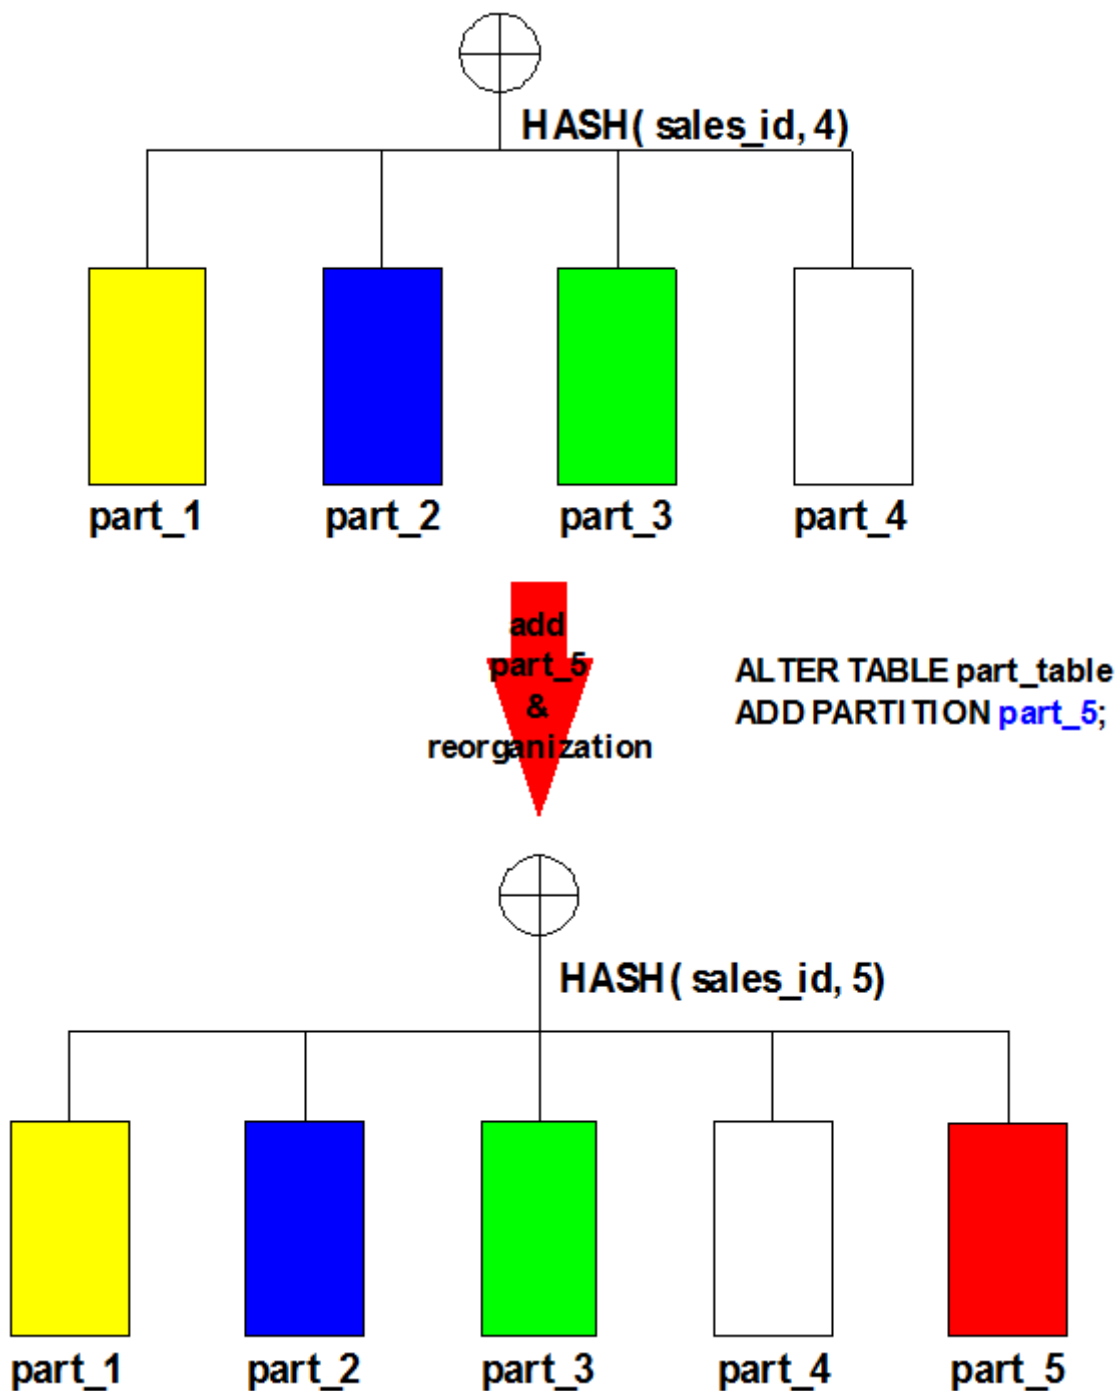 HASH( sales_id, 4)
part_1 part_2 part_3 part_4
add
part_5
&
reorganization
ALTER TABLE part_table
ADD PARTITION part_5;
HASH( sales_id, 5)
part_1 part_2 part_3 part_4 part_5